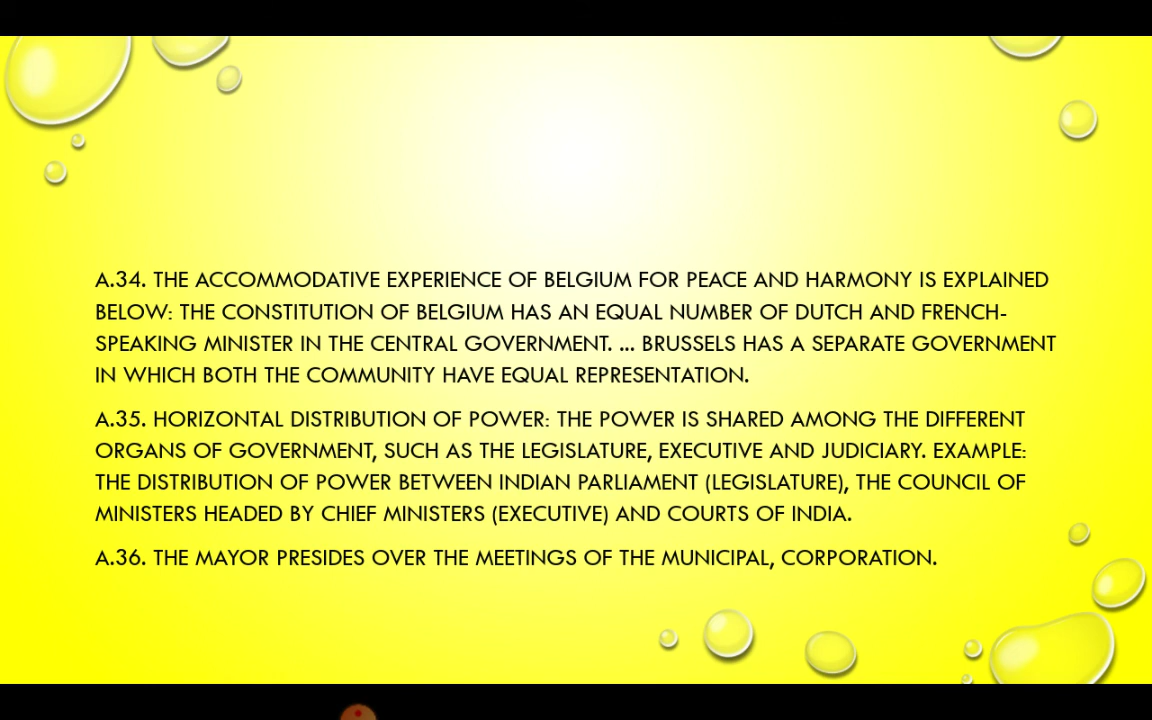 A.34. THE ACCOMMODATIVE EXPERIENCE OF BELGIUM FOR PEACE AND HARMONY IS EXPLAINED
BELOW: THE CONSTITUTION OF BELGIUM HAS AN EQUAL NUMBER OF DUTCH AND FRENCH-
SPEAKING MINISTER IN THE CENTRAL GOVERNMENT. ... BRUSSELS HAS A SEPARATE GOVERNMENT
IN WHICH BOTH THE COMMUNITY HAVE EQUAL REPRESENTATION.
A.35. HORIZONTAL DISTRIBUTION OF POWER: THE POWER IS SHARED AMONG THE DIFFERENT
ORGANS OF GOVERNMENT, SUCH AS THE LEGISLATURE, EXECUTIVE AND JUDICIARY. EXAMPLE:
THE DISTRIBUTION OF POWER BETWEEN INDIAN PARLIAMENT (LEGISLATURE), THE COUNCIL OF
MINISTERS HEADED BY CHIEF MINISTERS (EXECUTIVE) AND COURTS OF INDIA.
A.36. THE MAYOR PRESIDES OVER THE MEETINGS OF THE MUNICIPAL, CORPORATION.